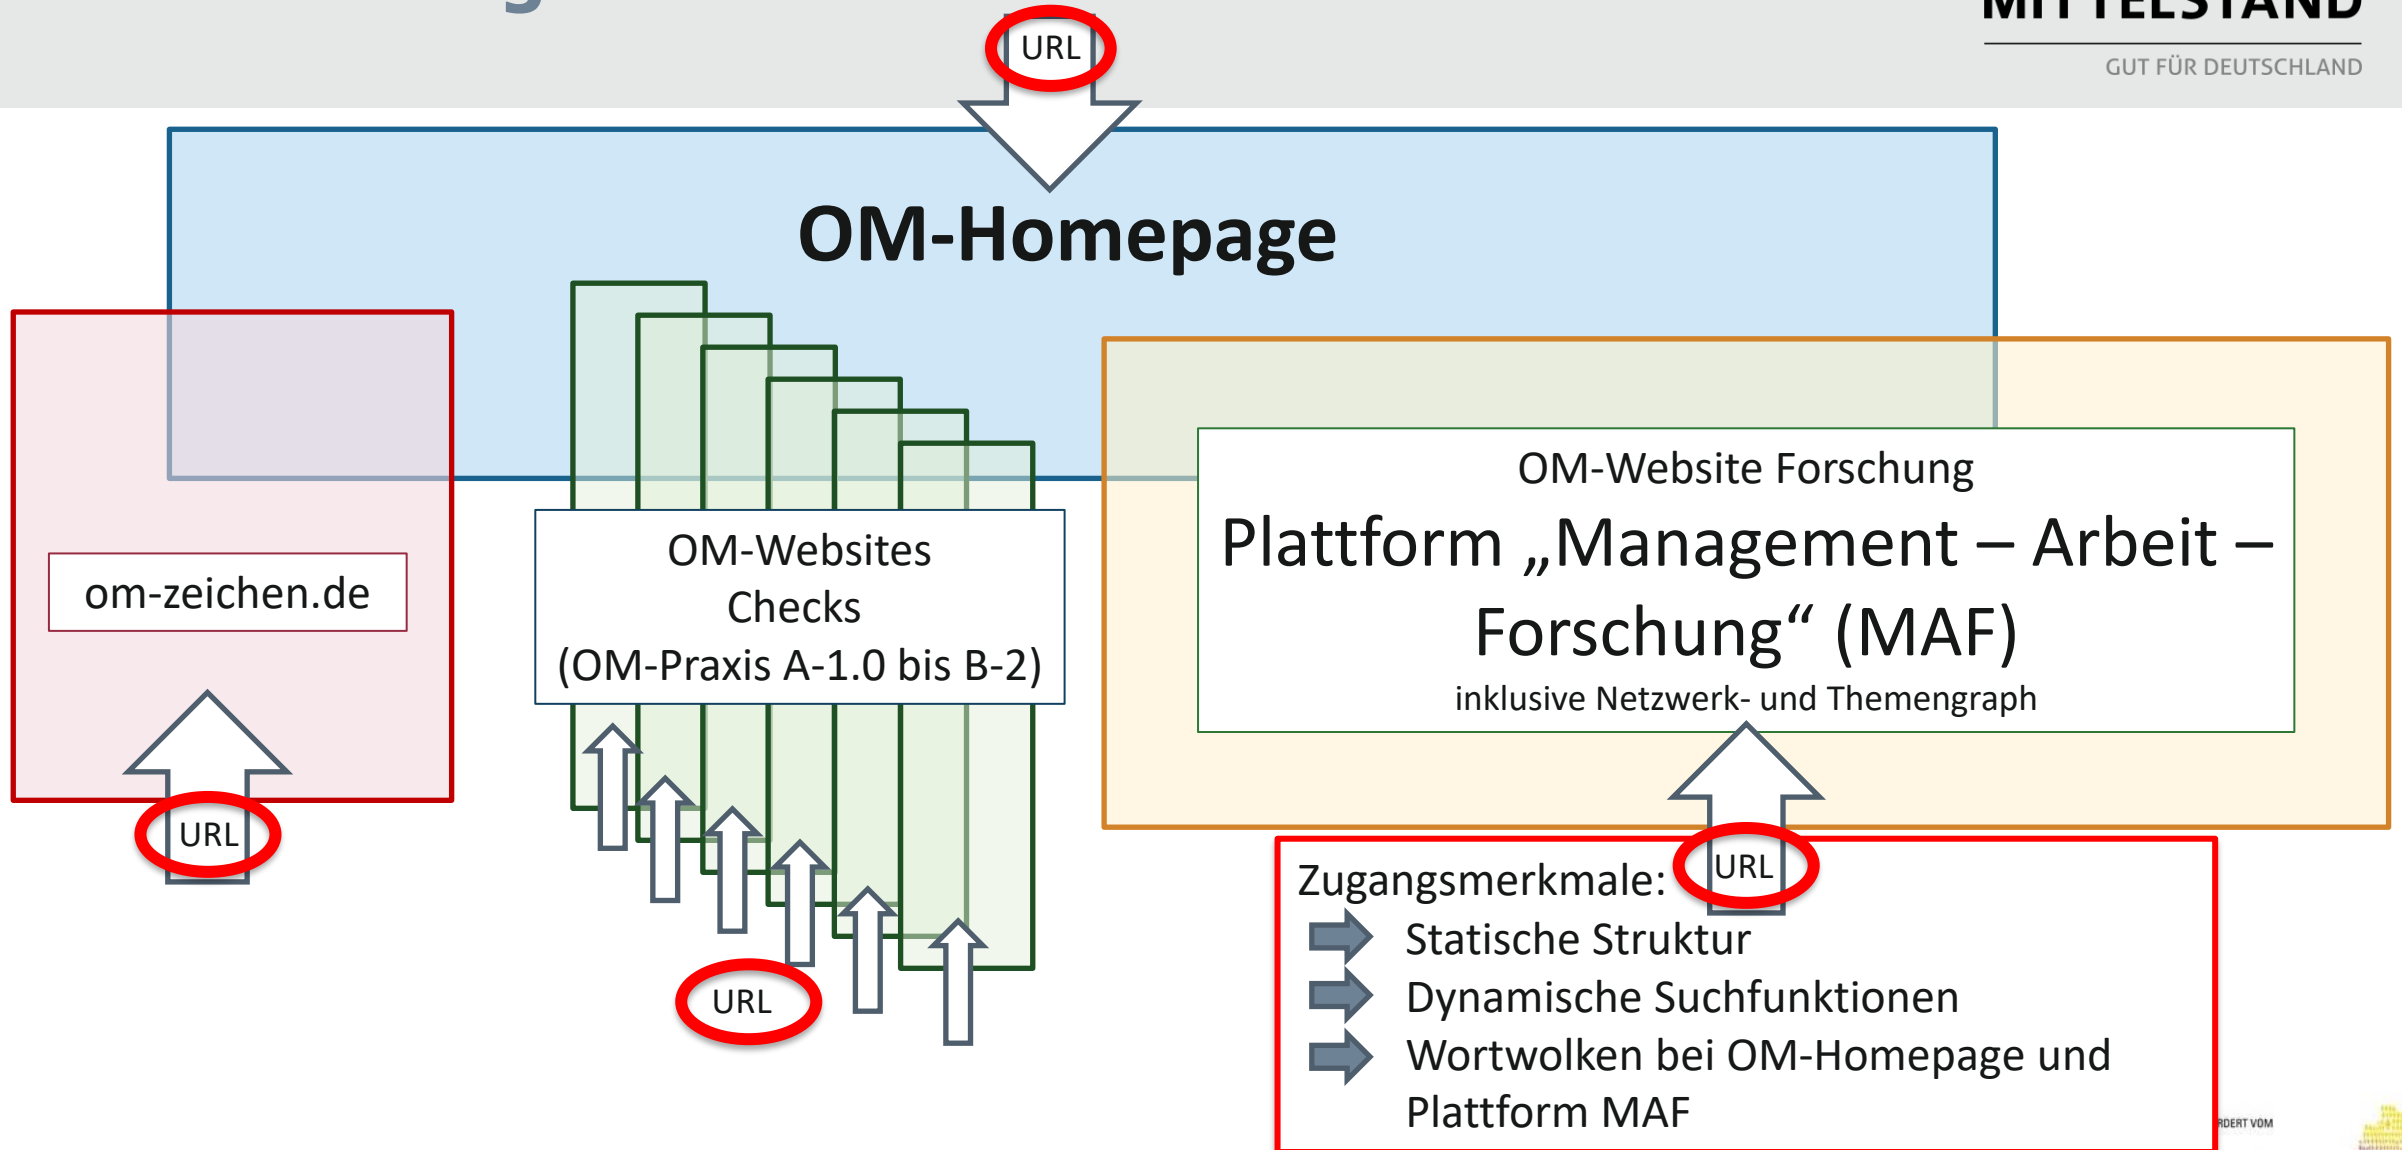 MITTELSTAND
GUT FÜR DEUTSCHLAND
URL
OM-Homepage
om-zeichen.de
URL
OM-Websites
Checks
(OM-Praxis A-1.0 bis B-2)
URL
OM-Website Forschung
Plattform „Management – Arbeit –
Forschung“ (MAF)
inklusive Netzwerk- und Themengraph
URL
Zugangsmerkmale:
Statische Struktur
Dynamische Suchfunktionen
Wortwolken bei OM-Homepage und
Plattform MAF
VOM